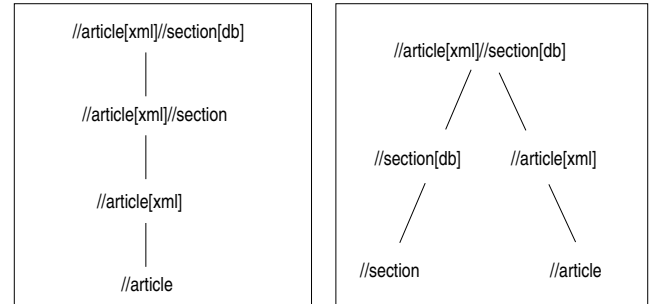 //article[xml]//section[db]
//article[xml]//section
//article[xml]
//article
//article[xml]//section[db]
//section[db] //article[xml]
//section //article